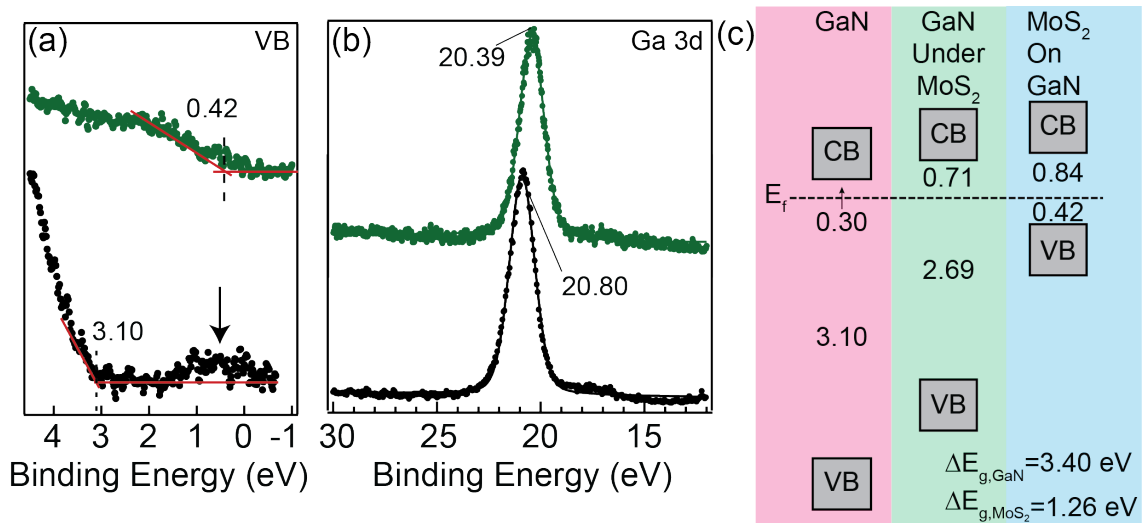 (a)
VB
0.42
3.10
4 3 2 1 0 -1
Binding Energy (eV)
(b)
Ga 3d
20.39
20.80
30 25 20 15
Binding Energy (eV)
(c)
GaN
GaN
Under
MoS₂
MoS₂
On
GaN
CB
CB
CB
0.71
0.84
E_f
0.30
0.42
VB
2.69
3.10
VB
VB
ΔE_g,GaN=3.40 eV
ΔE_g,MoS₂=1.26 eV